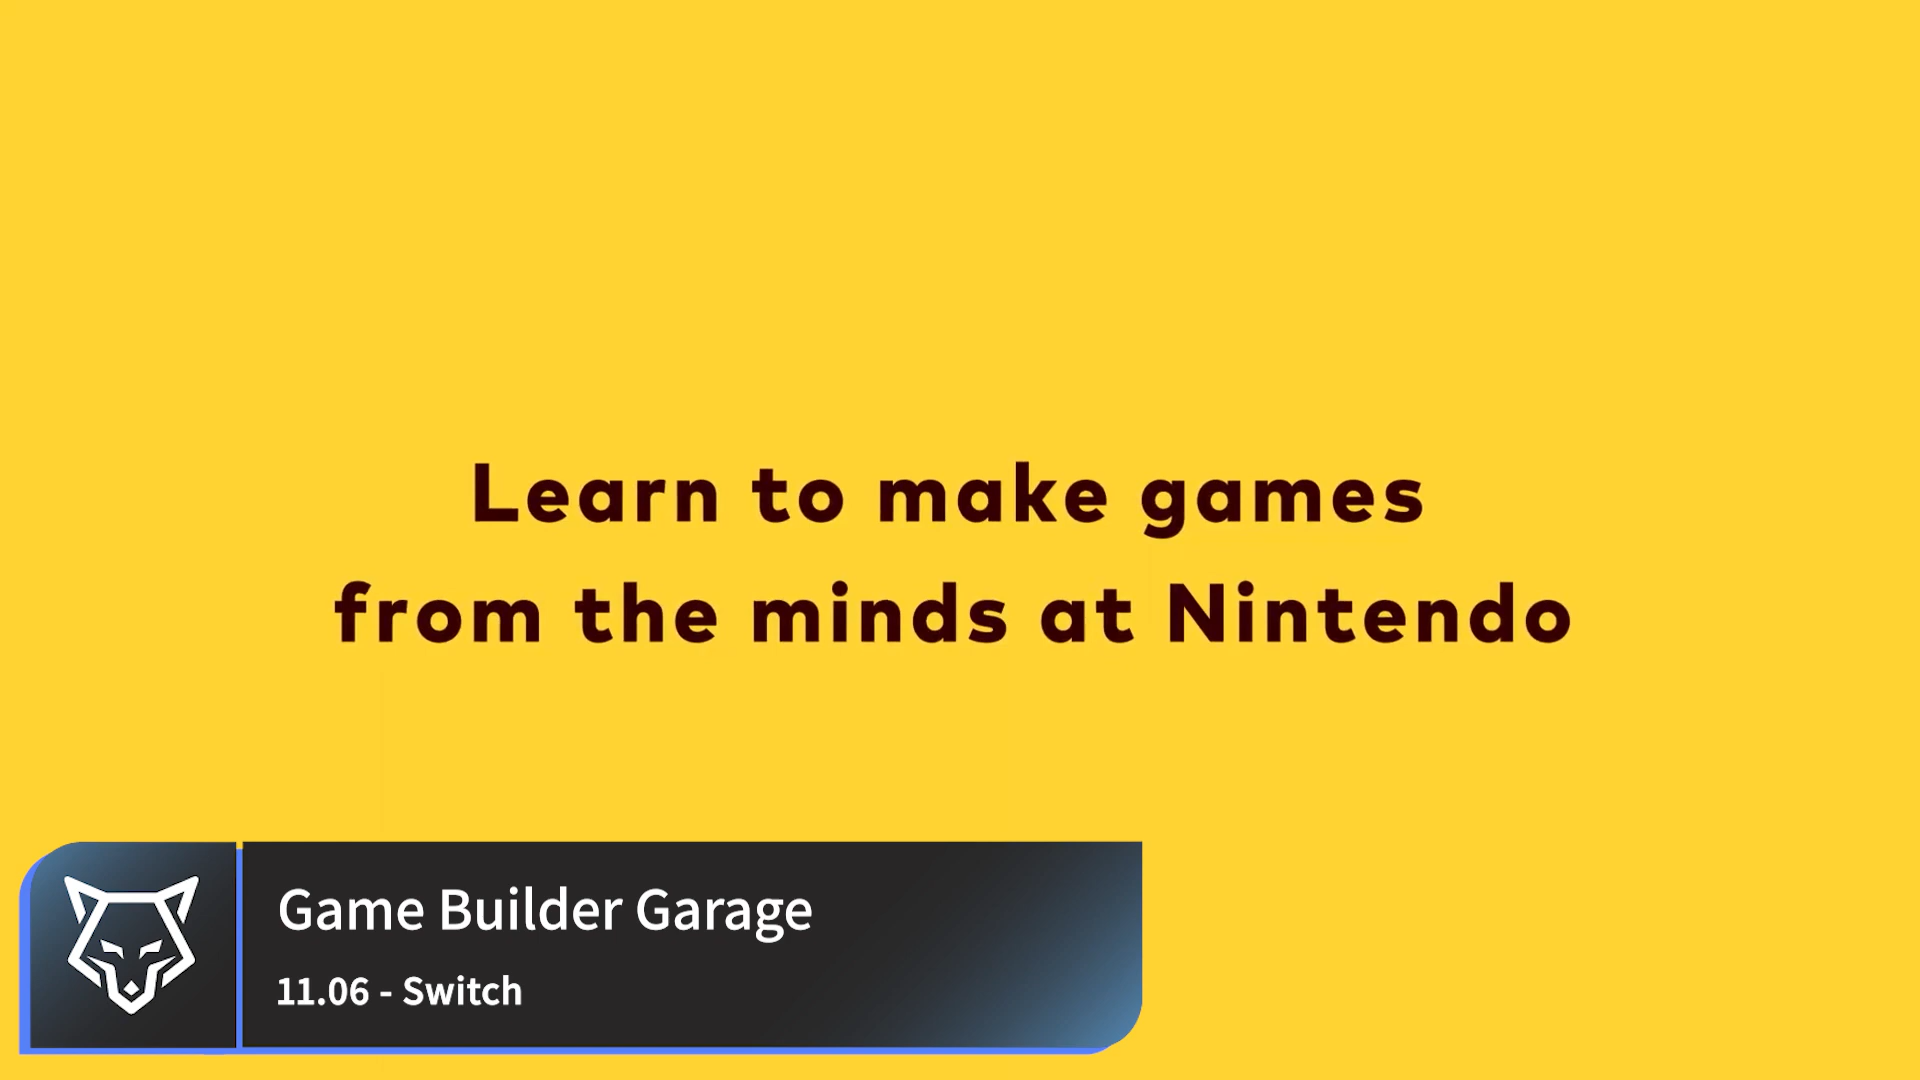 Learn to make games
from the minds at Nintendo
Game Builder Garage
11.06 - Switch